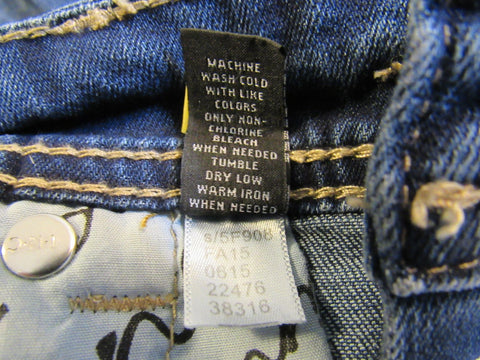 MACHINE
WASH COLD
WITH LIKE
COLORS
ONLY NON-
CHLORINE
BLEACH
WHEN NEEDED
TUMBLE
DRY LOW
WARM IRON
WHEN NEEDED
S/5F906
FA15
0615
22476
38316